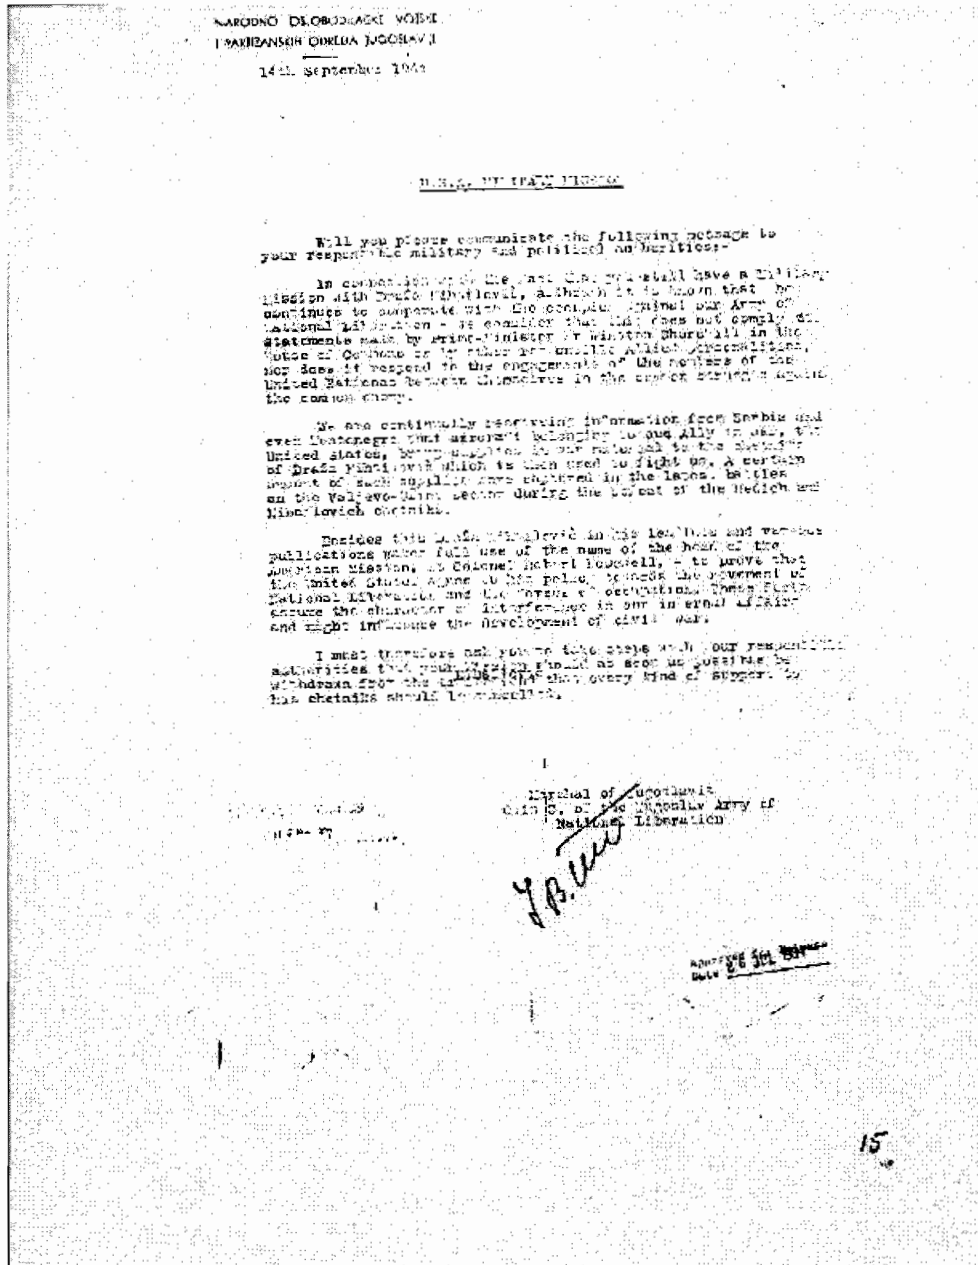 NARODNO OSLOBODILAČKE VOJSKE
I PARTIZANSKIH ODREDA JUGOSLAVIJE
14th September
U.S.A. MILITARY MISSION
Will you please communicate the following message to
your responsible military and political authorities:-
In connection the fact that you still have a Military
Mission with Draža Mihailović, although it is known that he
continues to cooperate with the occupier against our Army of
National Liberation - we consider that this does not comply
statements made by Prime-Minister Winston Churchill in the
House of Commons or by other responsible Allied personalities,
nor does it respond to the engagements of the members of the
United Nations between themselves in the common struggle against
the common enemy.
We are continually receiving information from Serbia and
even Montenegro that aircraft belonging to our Ally in war, the
United States, bring supplies war material to the chetniks
of Draža Mihailović which is then used to fight us. A certain
amount of such supplies captured in the latest battles
on the Valjevo- sector during the defeat of the Nedich and
Mihailovich chetniks.
Besides this Draža Mihailović in his leaflets and various
publications makes full use of the name of the head of the
American Mission, Colonel Robert - to prove that
the United States agree to his policy towards the movement of
National Liberation and the forces of occupation. These facts
assume the character of interference in our internal affairs
and might influence the development of civil war.
I must therefore ask you to take steps with your responsible
authorities that your Mission should as soon as possible be
withdrawn from the that every kind of support to
his chetniks should be cancelled.
Marshal of Yugoslavia
C. of the Yugoslav Army of
National Liberation
J.B. Tito
Approved for Release
Date JUL
15